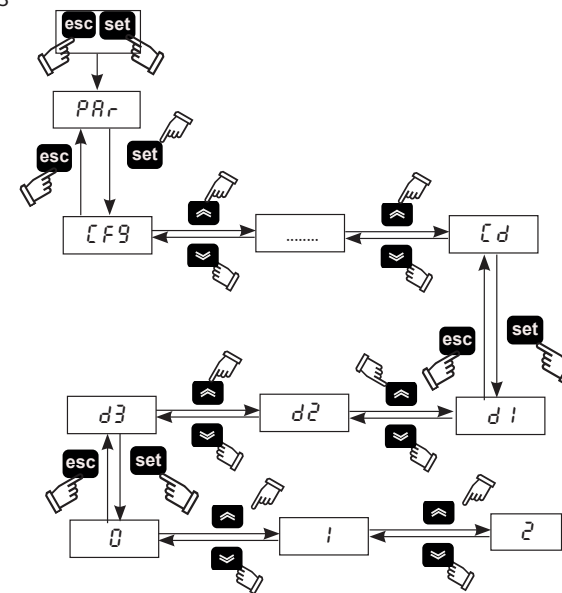 esc set
PAr
esc set
CFg ........ Cd
esc set
d3 d2 d1
esc set
0 1 2